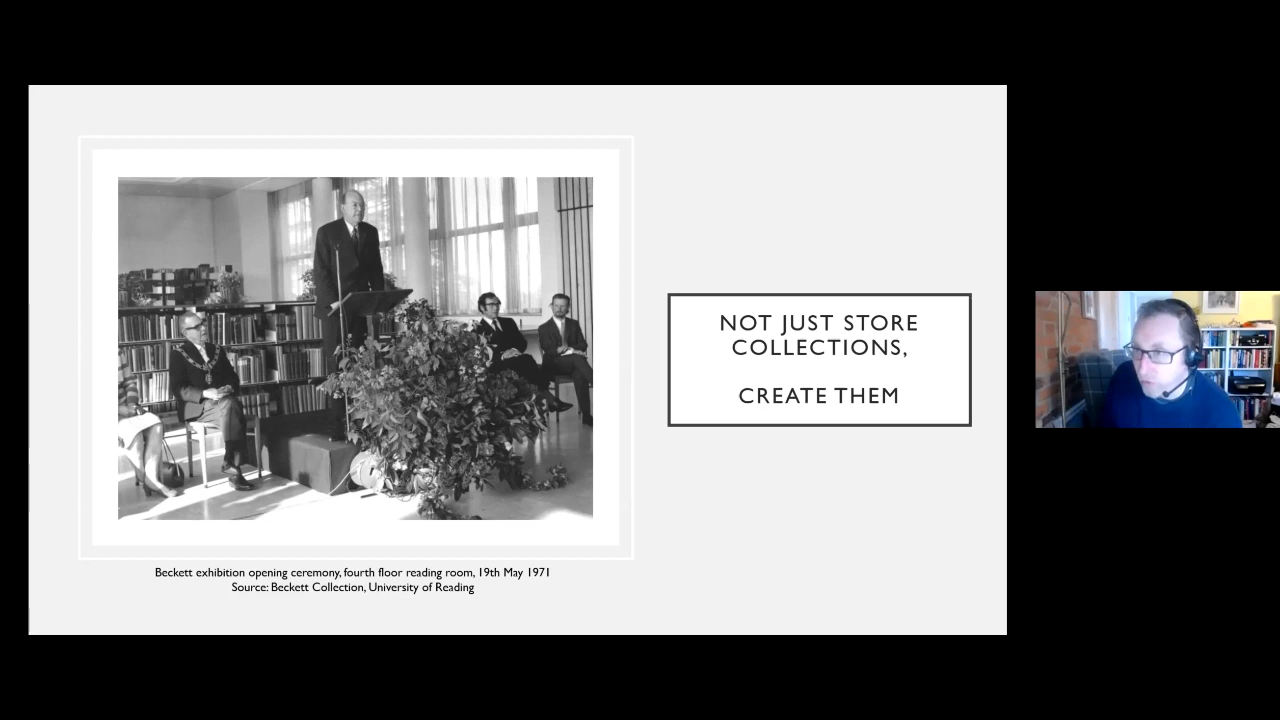 NOT JUST STORE
COLLECTIONS,
CREATE THEM
Beckett exhibition opening ceremony, fourth floor reading room, 19th May 1971
Source: Beckett Collection, University of Reading